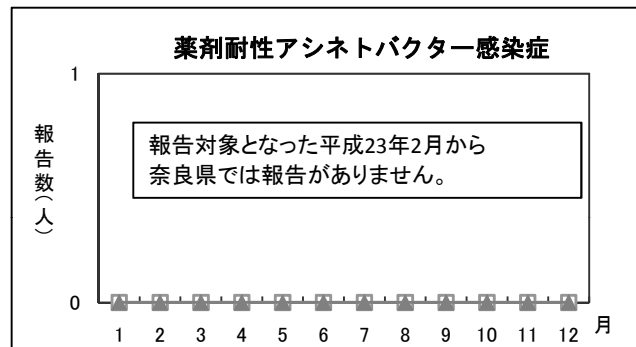 薬剤耐性アシネトバクター感染症
1
報告対象となった平成23年2月から
奈良県では報告がありません。
報告数(人)
0
1 2 3 4 5 6 7 8 9 10 11 12 月